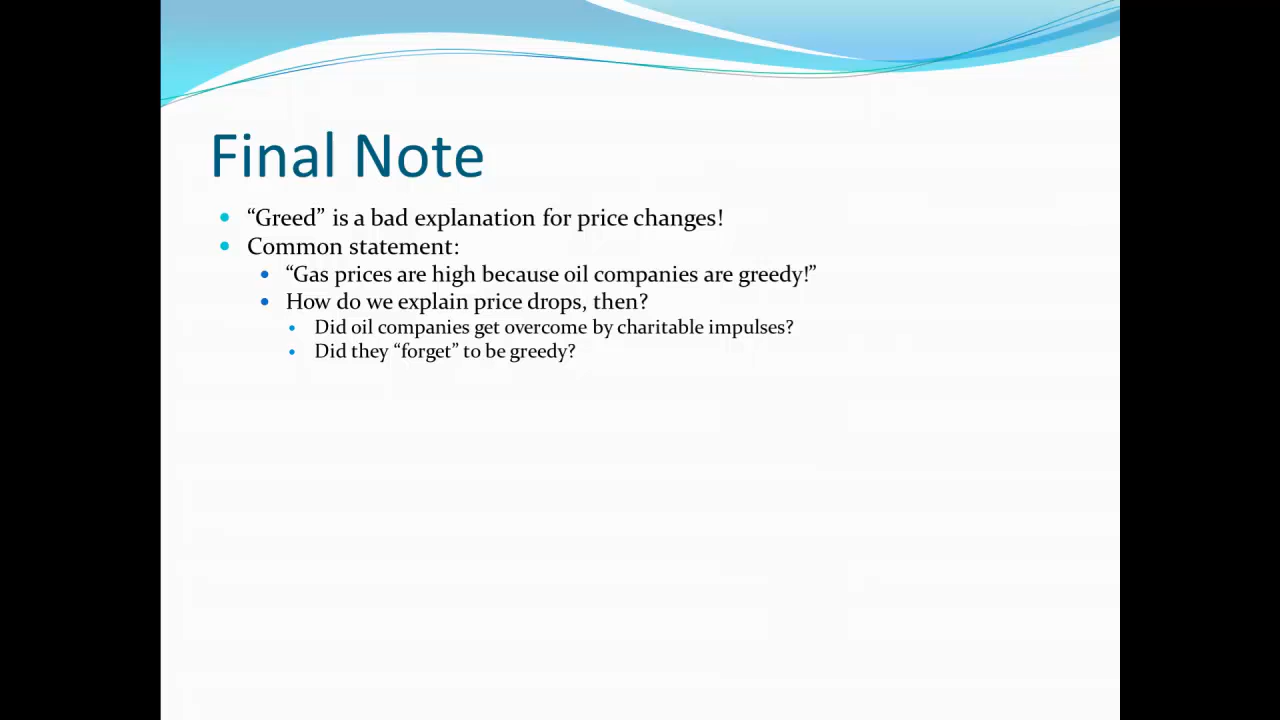 Final Note
“Greed” is a bad explanation for price changes!
Common statement:
“Gas prices are high because oil companies are greedy!”
How do we explain price drops, then?
Did oil companies get overcome by charitable impulses?
Did they “forget” to be greedy?